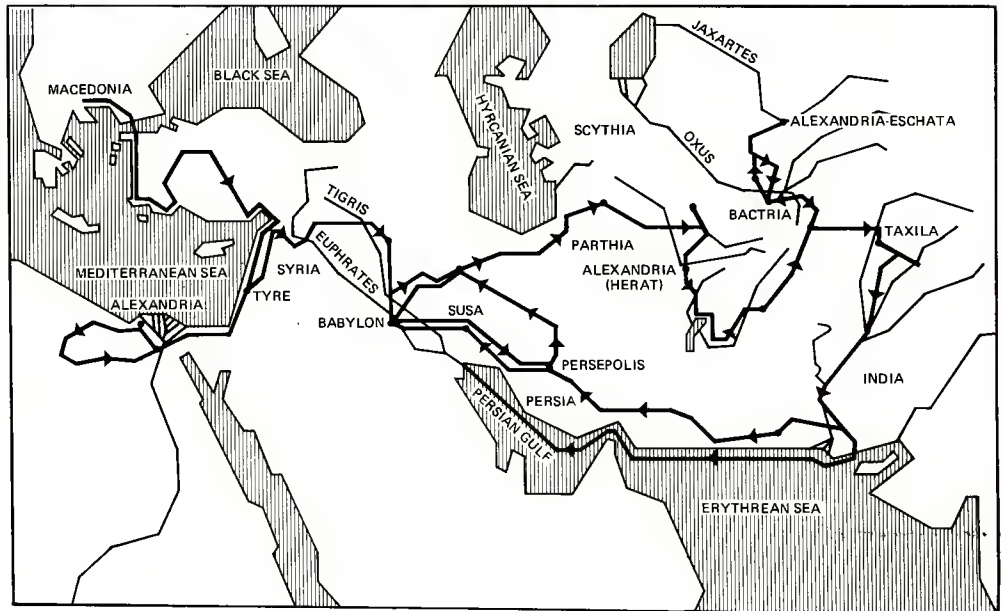 JAXARTES
BLACK SEA
MACEDONIA
HYRCANIAN SEA
ALEXANDRIA-ESCHATA
SCYTHIA
OXUS
TIGRIS
BACTRIA
TAXILA
EUPHRATES
PARTHIA
MEDITERRANEAN SEA
SYRIA
ALEXANDRIA
(HERAT)
ALEXANDRIA
TYRE
SUSA
BABYLON
PERSEPOLIS
INDIA
PERSIA
PERSIAN GULF
ERYTHREAN SEA